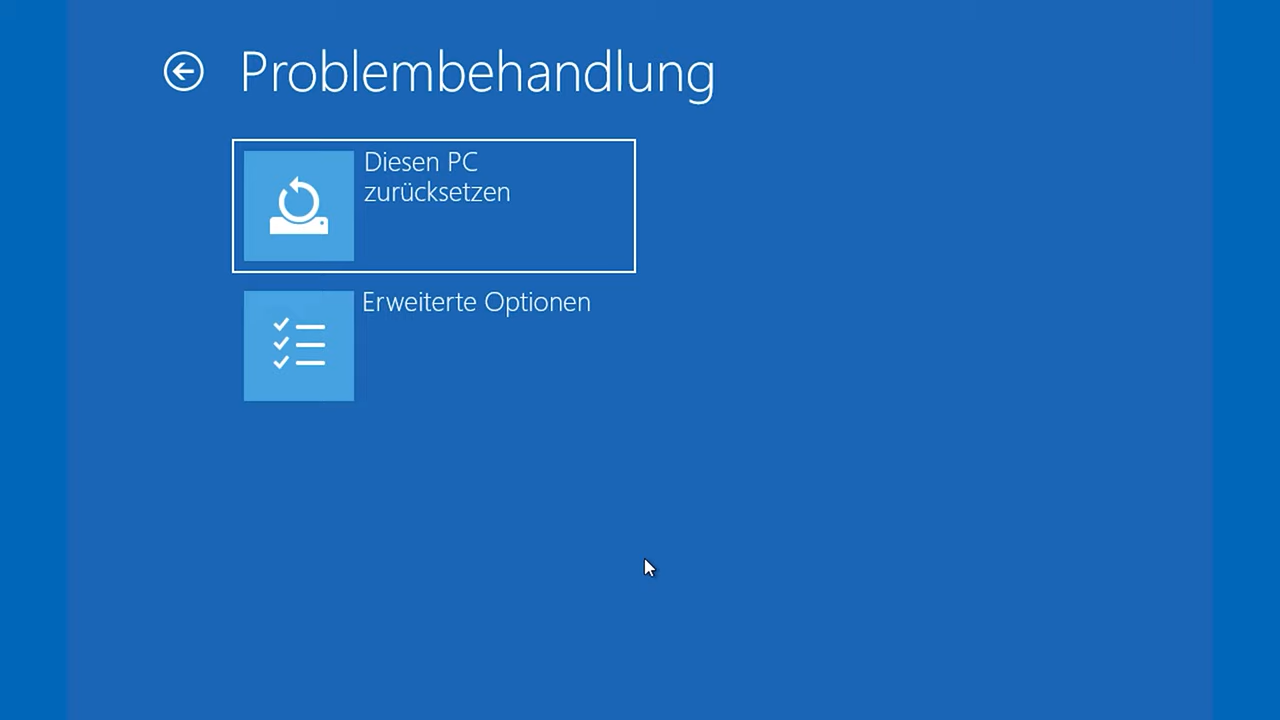 Problembehandlung
Diesen PC
zurücksetzen
Erweiterte Optionen